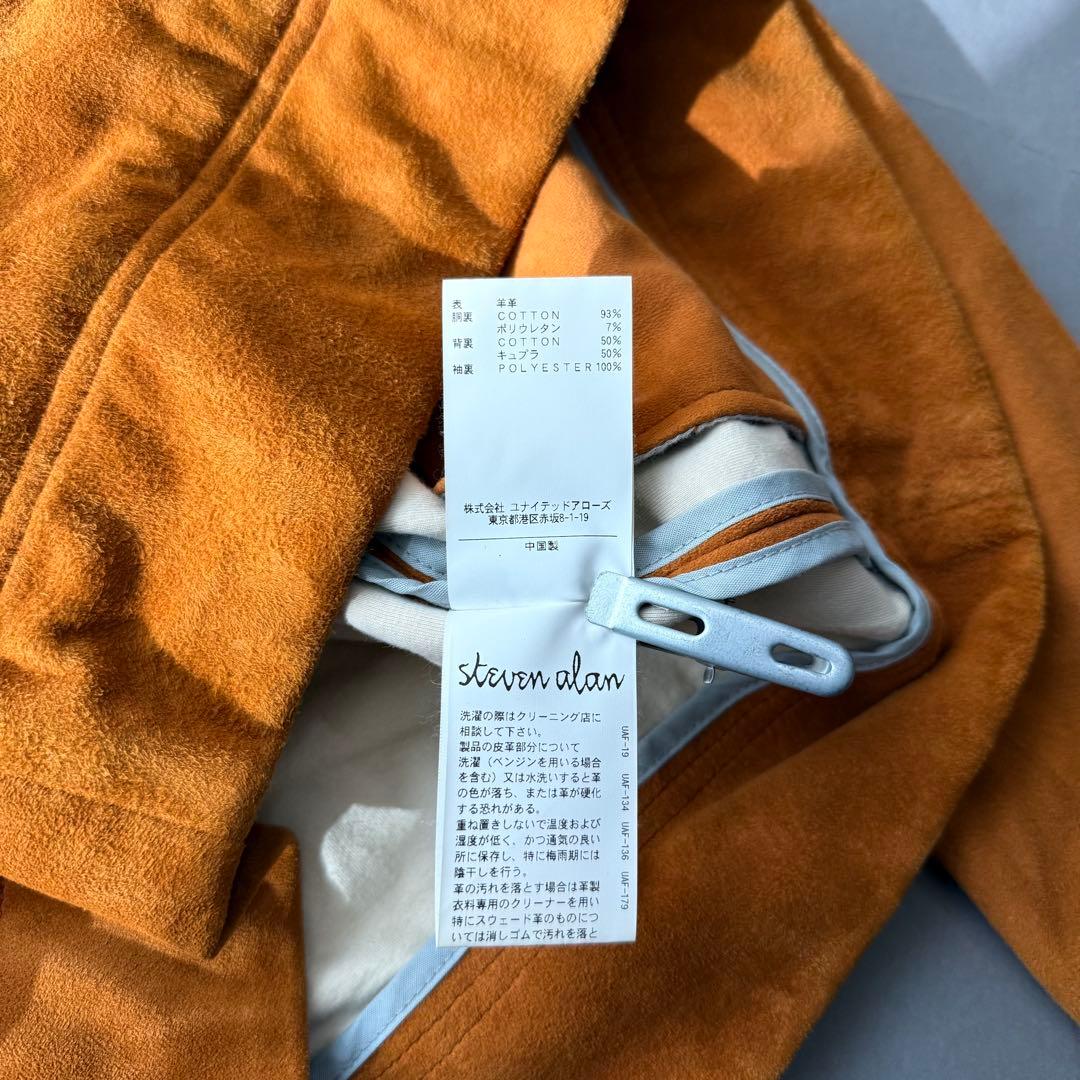 表 羊革
胴裏 COTTON 93%
ポリウレタン 7%
背裏 COTTON 50%
キュプラ 50%
袖裏 POLYESTER 100%
株式会社 ユナイテッドアローズ
東京都港区赤坂8-1-19
中国製
steven alan
洗濯の際はクリーニング店に
相談して下さい。
製品の皮革部分について
洗濯(ベンジンを用いる場合
を含む)又は水洗いすると革
の色が落ち、または革が硬化
する恐れがある。
重ね置きしないで温度および
湿度が低く、かつ通気の良い
所に保存し、特に梅雨期には
陰干しを行う。
革の汚れを落とす場合は革製
衣料専用のクリーナーを用い
特にスウェード革のものにつ
いては消しゴムで汚れを落と
UAF-19 UAF-134 UAF-136 UAF-179